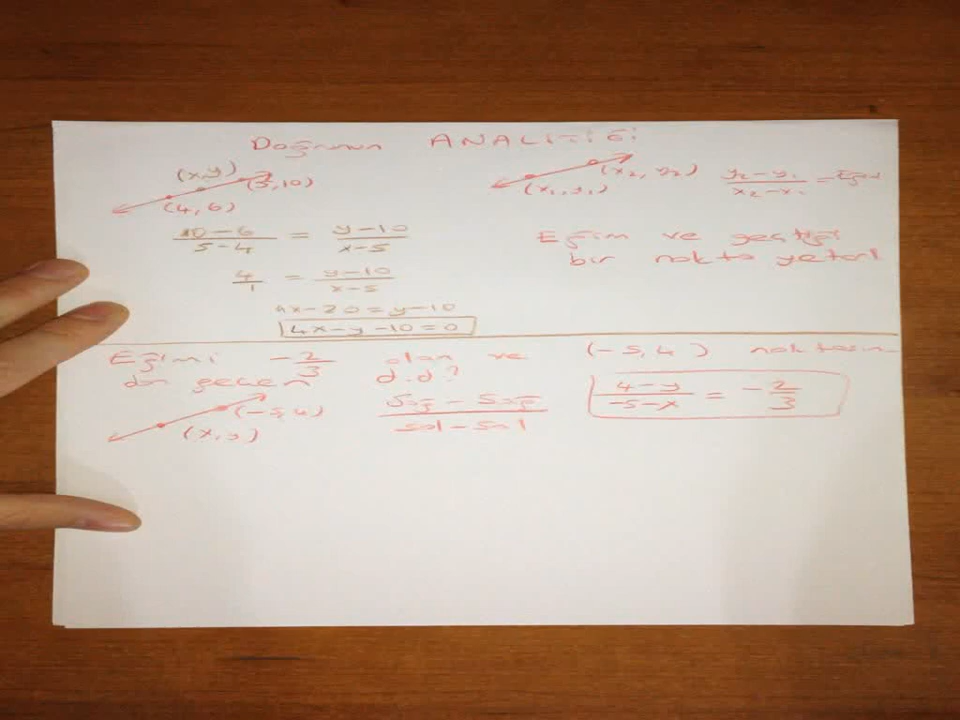 Doğrunun ANALİTİĞİ
(x,y)
(5,10)
(4,6)
(x₂, y₂)
(x₁, y₁)
y₂-y₁ / x₂-x₁ = Eğim
10-6 / 5-4 = y-10 / x-5
Eğim ve geçtiği
bir nokta yeterli
4/1 = y-10 / x-5
4x-20=y-10
4x-y-10=0
Eğimi -2/3 olan ve (-5,4) noktasın
dan geçen d.d?
(-5,4)
(x,y)
Sağ - Sağ / sol - sol
4-y / -5-x = -2/3